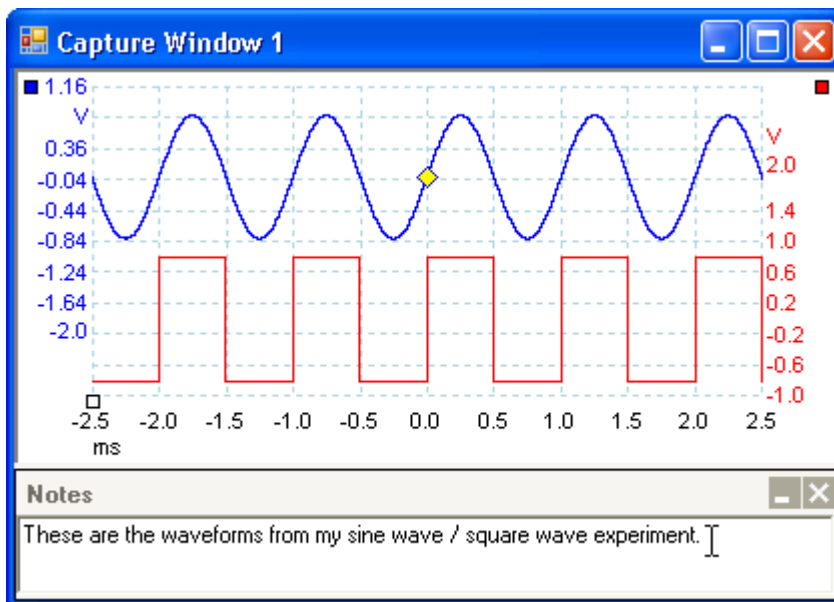 Capture Window 1
1.16
V
0.36
-0.04
-0.44
-0.84
-1.24
-1.64
-2.0
V
2.0
1.4
1.0
0.6
0.2
-0.2
-0.6
-1.0
-2.5 -2.0 -1.5 -1.0 -0.5 0.0 0.5 1.0 1.5 2.0 2.5
ms
Notes
These are the waveforms from my sine wave / square wave experiment.